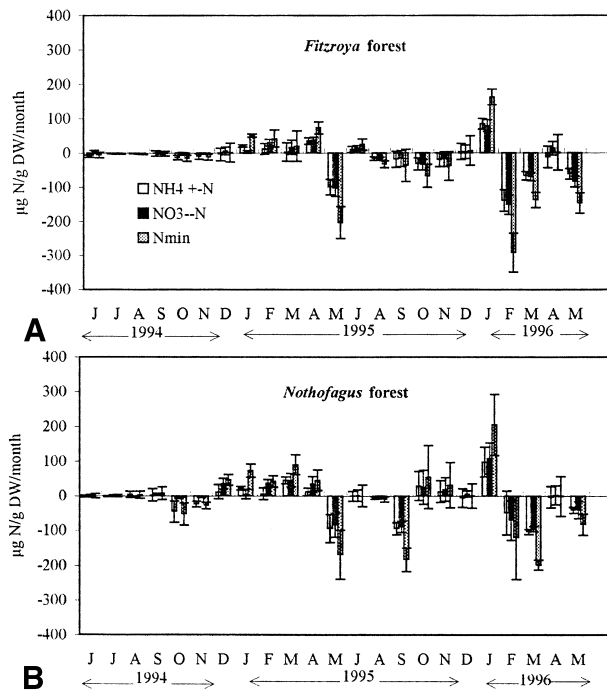 400
Fitzroya forest
300
200
100
0
-100
-200
-300
-400
µg N/g DW/month
NH4 +-N
NO3--N
Nmin
J J A S O N D J F M A M J J A S O N D J F M A M
1994 1995 1996
A
400
Nothofagus forest
300
200
100
0
-100
-200
-300
-400
µg N/g DW/month
J J A S O N D J F M A M J J A S O N D J F M A M
1994 1995 1996
B